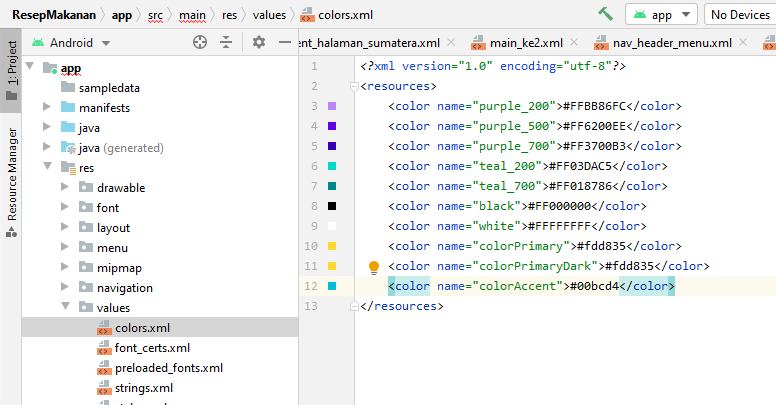 ResepMakanan app src main res values colors.xml app No Devices
Android ent_halaman_sumatera.xml main_ke2.xml nav_header_menu.xml
1: Project
Resource Manager
app
sampledata
manifests
java
java (generated)
res
drawable
font
layout
menu
mipmap
navigation
values
colors.xml
font_certs.xml
preloaded_fonts.xml
strings.xml
1 <?xml version="1.0" encoding="utf-8"?>
2 <resources>
3 <color name="purple_200">#FFBB86FC</color>
4 <color name="purple_500">#FF6200EE</color>
5 <color name="purple_700">#FF3700B3</color>
6 <color name="teal_200">#FF03DAC5</color>
7 <color name="teal_700">#FF018786</color>
8 <color name="black">#FF000000</color>
9 <color name="white">#FFFFFFFF</color>
10 <color name="colorPrimary">#fdd835</color>
11 <color name="colorPrimaryDark">#fdd835</color>
12 <color name="colorAccent">#00bcd4</color>
13 </resources>